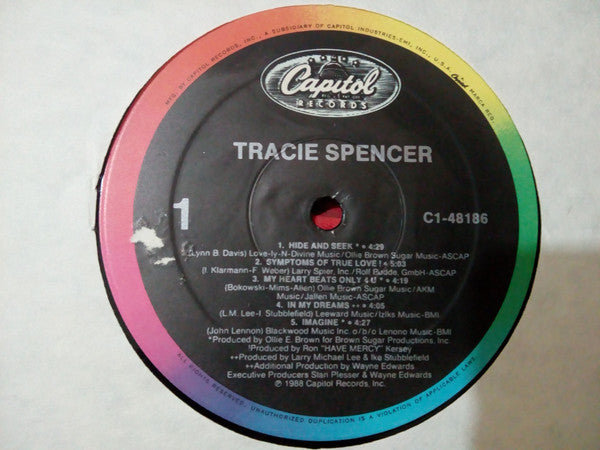 MFD. BY CAPITOL RECORDS, INC., A SUBSIDIARY OF CAPITOL INDUSTRIES-EMI, INC., U.S.A. Capitol MARCA REG.
Capitol
RECORDS
TRACIE SPENCER
1
C1-48186
1. HIDE AND SEEK * + 4:29
(Lynn B. Davis) Love-ly-N-Divine Music/Ollie Brown Sugar Music-ASCAP
2. SYMPTOMS OF TRUE LOVE ! + 5:03
(I. Klarmann-F. Weber) Larry Spier, Inc./Rolf Budde, GmbH-ASCAP
3. MY HEART BEATS ONLY 4 U * + 4:19
(Bokowski-Mims-Allen) Ollie Brown Sugar Music/AKM
Music/Jallen Music-ASCAP
4. IN MY DREAMS ++ 4:05
(L.M. Lee-I. Stubblefield) Leeward Music/Izlks Music-BMI
5. IMAGINE * + 4:27
(John Lennon) Blackwood Music Inc. o/b/o Lenono Music-BMI
*Produced by Ollie E. Brown for Brown Sugar Productions, Inc.
!Produced by Ron "HAVE MERCY" Kersey
++Produced by Larry Michael Lee & Ike Stubblefield
+Additional Production by Wayne Edwards
Executive Producers Stan Plesser & Wayne Edwards
℗ 1988 Capitol Records, Inc.
ALL RIGHTS RESERVED. UNAUTHORIZED DUPLICATION IS A VIOLATION OF APPLICABLE LAWS.